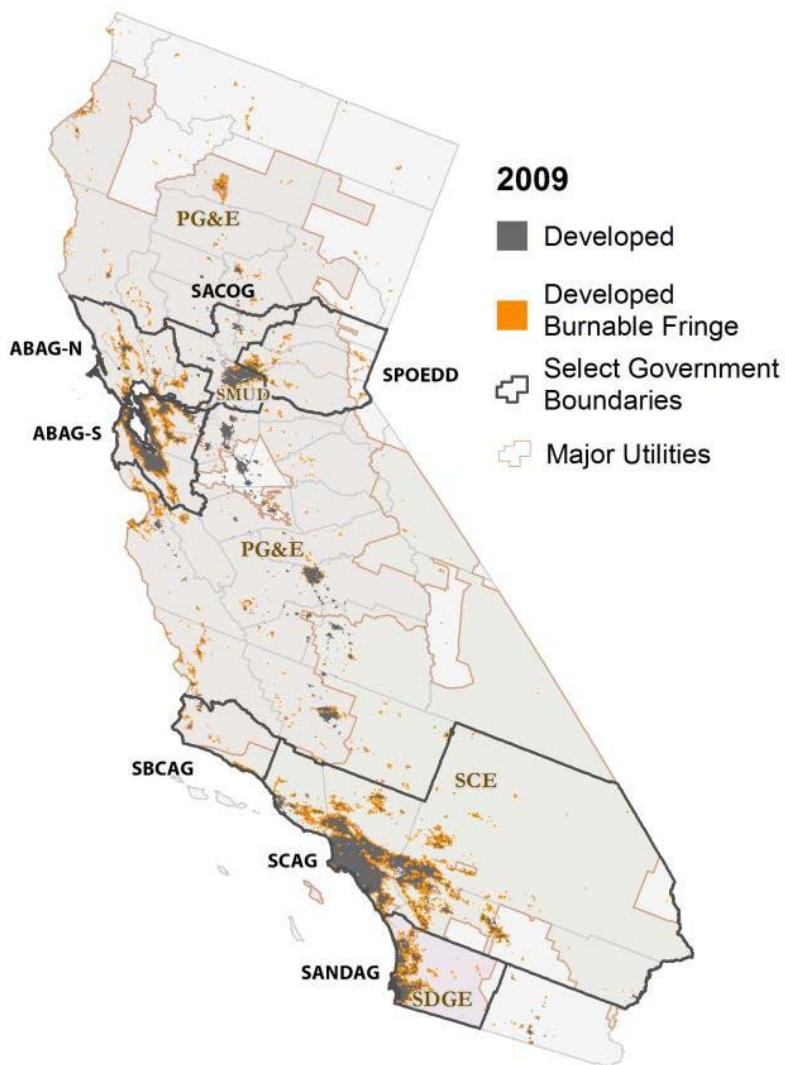 2009
Developed
Developed
Burnable Fringe
Select Government
Boundaries
Major Utilities
PG&E
SACOG
ABAG-N
SPOEDD
SMUD
ABAG-S
PG&E
SBCAG
SCE
SCAG
SANDAG
SDGE